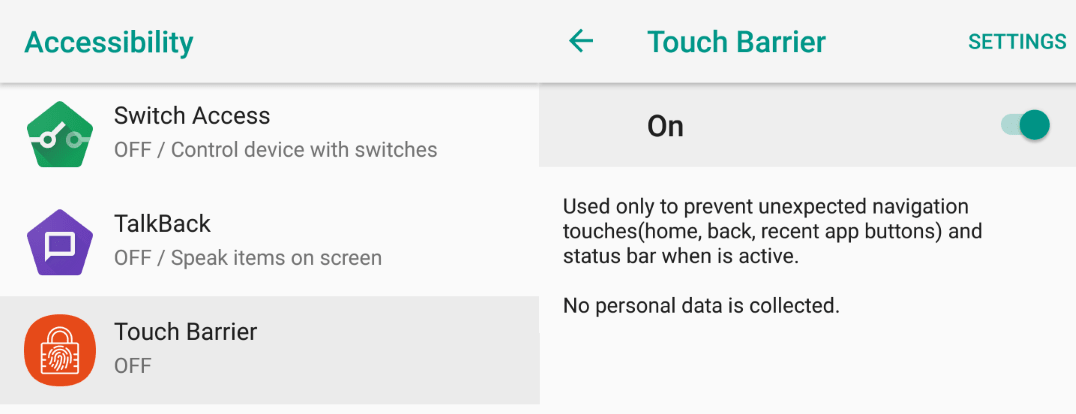 Accessibility
Switch Access
OFF / Control device with switches
TalkBack
OFF / Speak items on screen
Touch Barrier
OFF
Touch Barrier
SETTINGS
On
Used only to prevent unexpected navigation
touches(home, back, recent app buttons) and
status bar when is active.
No personal data is collected.